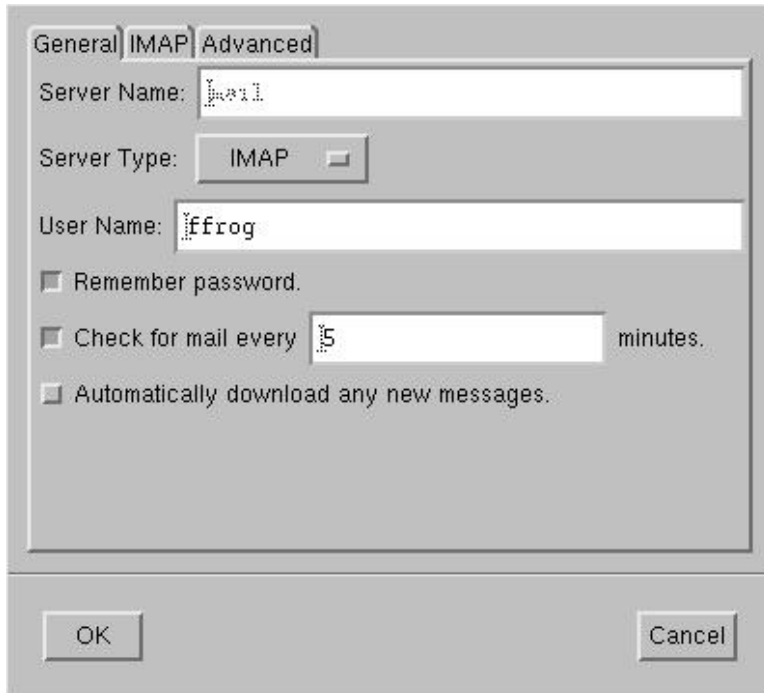 General IMAP Advanced
Server Name: mail
Server Type: IMAP
User Name: ffrog
Remember password.
Check for mail every 5 minutes.
Automatically download any new messages.
OK Cancel